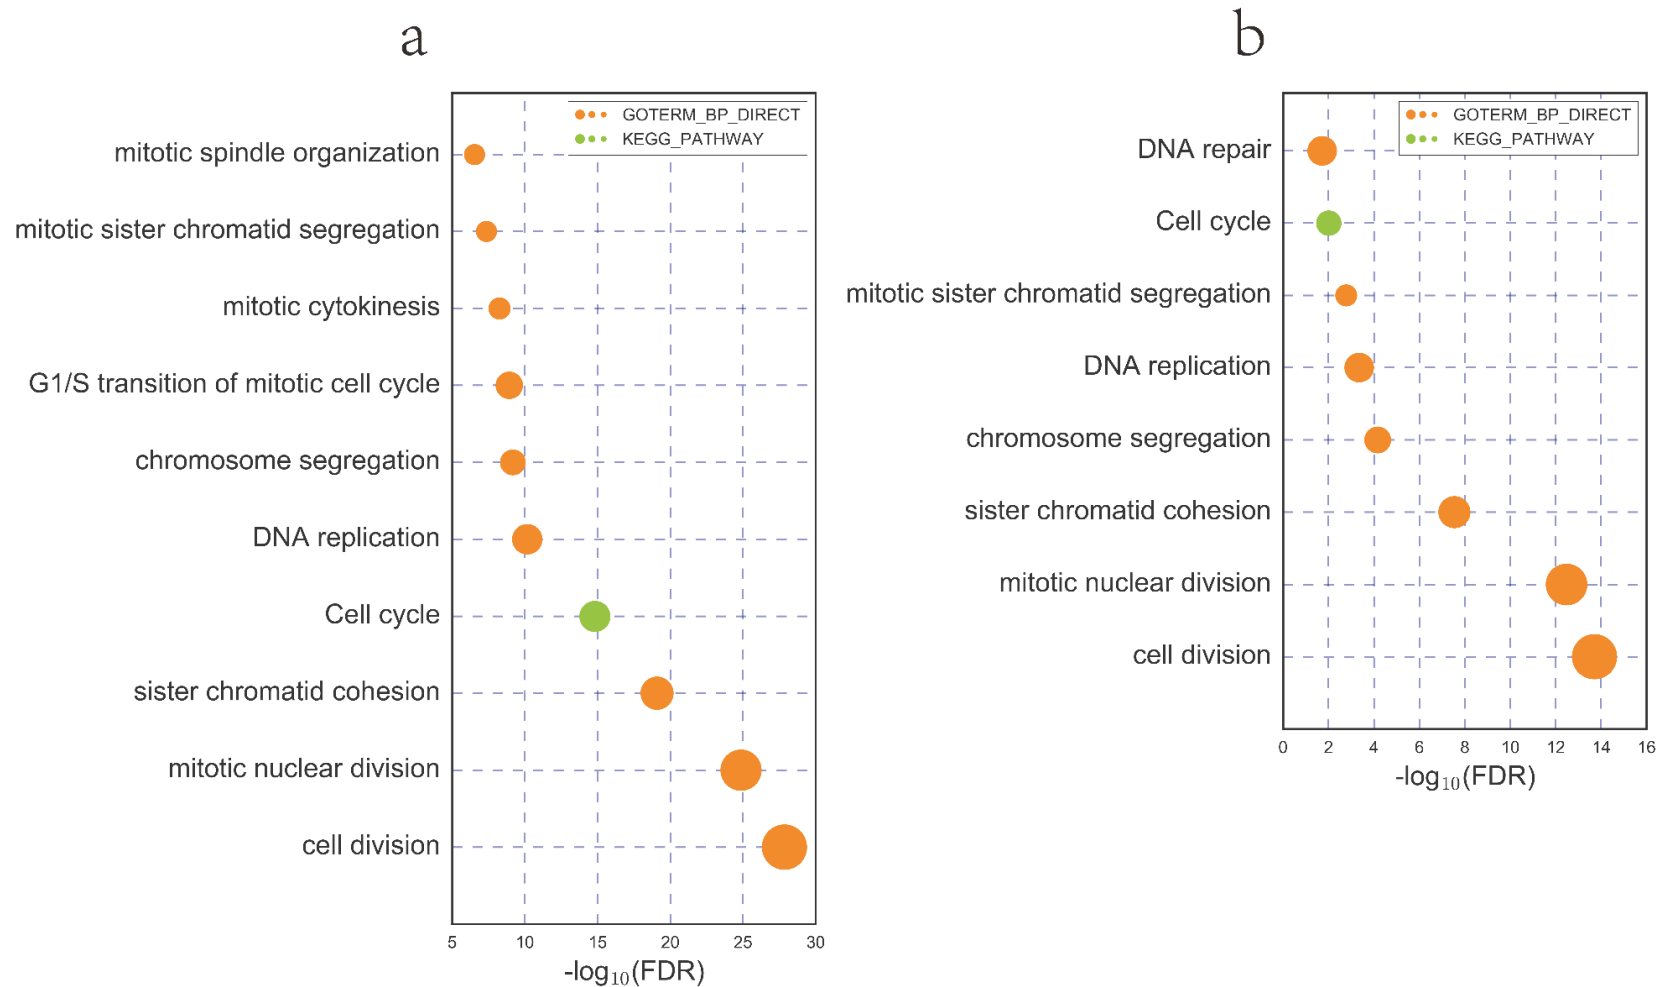 a
GOTERM_BP_DIRECT
KEGG_PATHWAY
mitotic spindle organization
mitotic sister chromatid segregation
mitotic cytokinesis
G1/S transition of mitotic cell cycle
chromosome segregation
DNA replication
Cell cycle
sister chromatid cohesion
mitotic nuclear division
cell division
5 10 15 20 25 30
-log₁₀(FDR)
b
GOTERM_BP_DIRECT
KEGG_PATHWAY
DNA repair
Cell cycle
mitotic sister chromatid segregation
DNA replication
chromosome segregation
sister chromatid cohesion
mitotic nuclear division
cell division
0 2 4 6 8 10 12 14 16
-log₁₀(FDR)